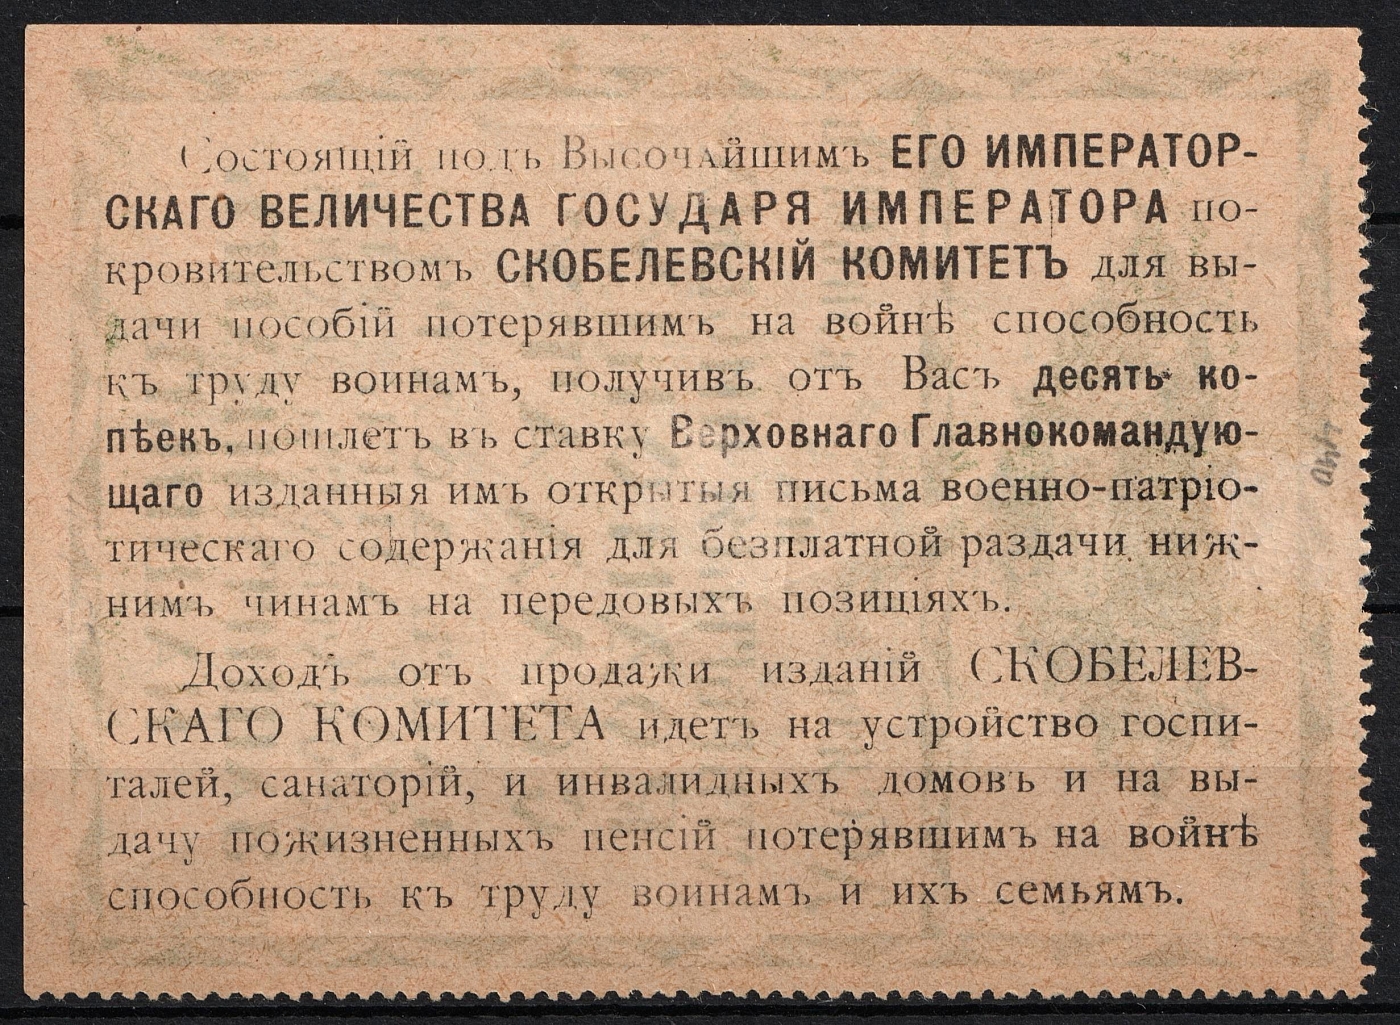 Состоящій подъ Высочайшимъ ЕГО ИМПЕРАТОР-
СКАГО ВЕЛИЧЕСТВА ГОСУДАРЯ ИМПЕРАТОРА по-
кровительствомъ СКОБЕЛЕВСКІЙ КОМИТЕТЪ для вы-
дачи пособій потерявшимъ на войнѣ способность
къ труду воинамъ, получивъ отъ Васъ десять ко-
пѣекъ, пошлетъ въ ставку Верховнаго Главнокомандую-
щаго изданныя имъ открытыя письма военно-патріо-
тическаго содержанія для безплатной раздачи ниж-
нимъ чинамъ на передовыхъ позиціяхъ.
Доходъ отъ продажи изданій СКОБЕЛЕВ-
СКАГО КОМИТЕТА идетъ на устройство госпи-
талей, санаторій, и инвалидныхъ домовъ и на вы-
дачу пожизненныхъ пенсій потерявшимъ на войнѣ
способность къ труду воинамъ и ихъ семьямъ.